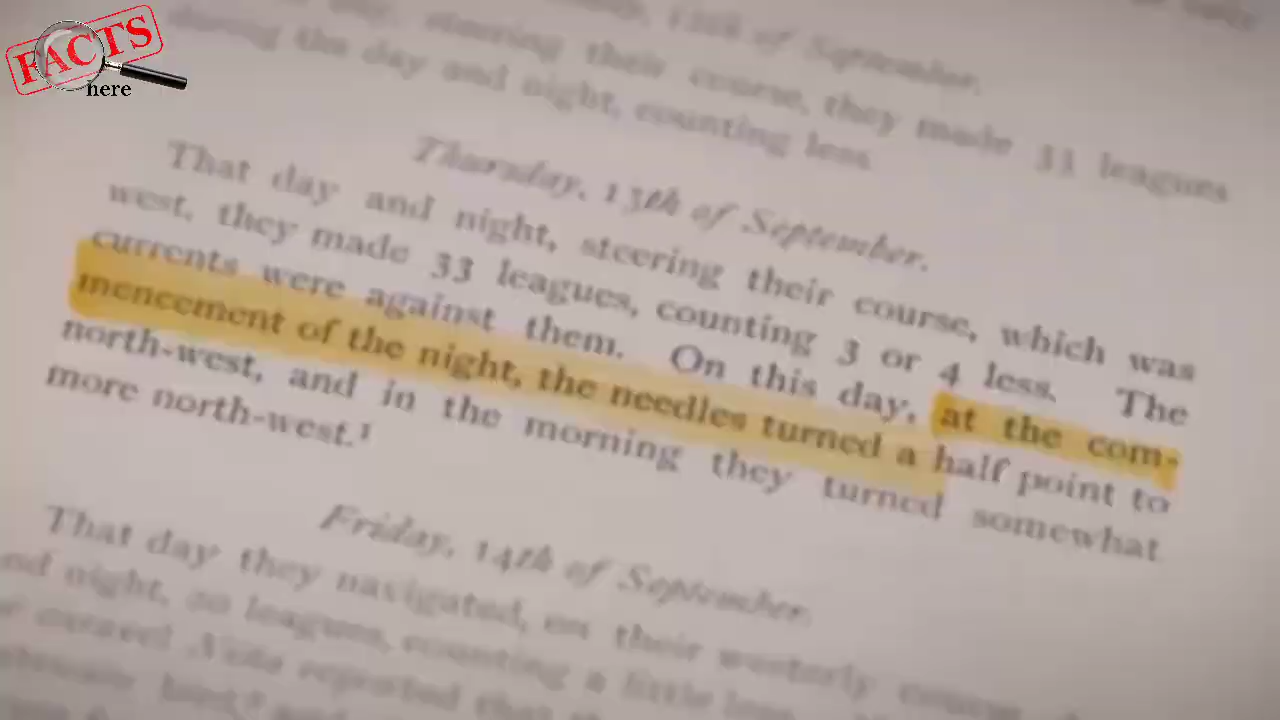 FACTS
here
12th of September.
steering their course, they made 33 leagues
during the day and night, counting less
Thursday, 13th of September.
That day and night, steering their course, which was
west, they made 33 leagues, counting 3 or 4 less. The
currents were against them. On this day, at the com-
mencement of the night, the needles turned a half point to
north-west, and in the morning they turned somewhat
more north-west.¹
Friday, 14th of September.
That day they navigated, on their westerly course
night, 20 leagues, counting a little less.
caravel Niña reported that